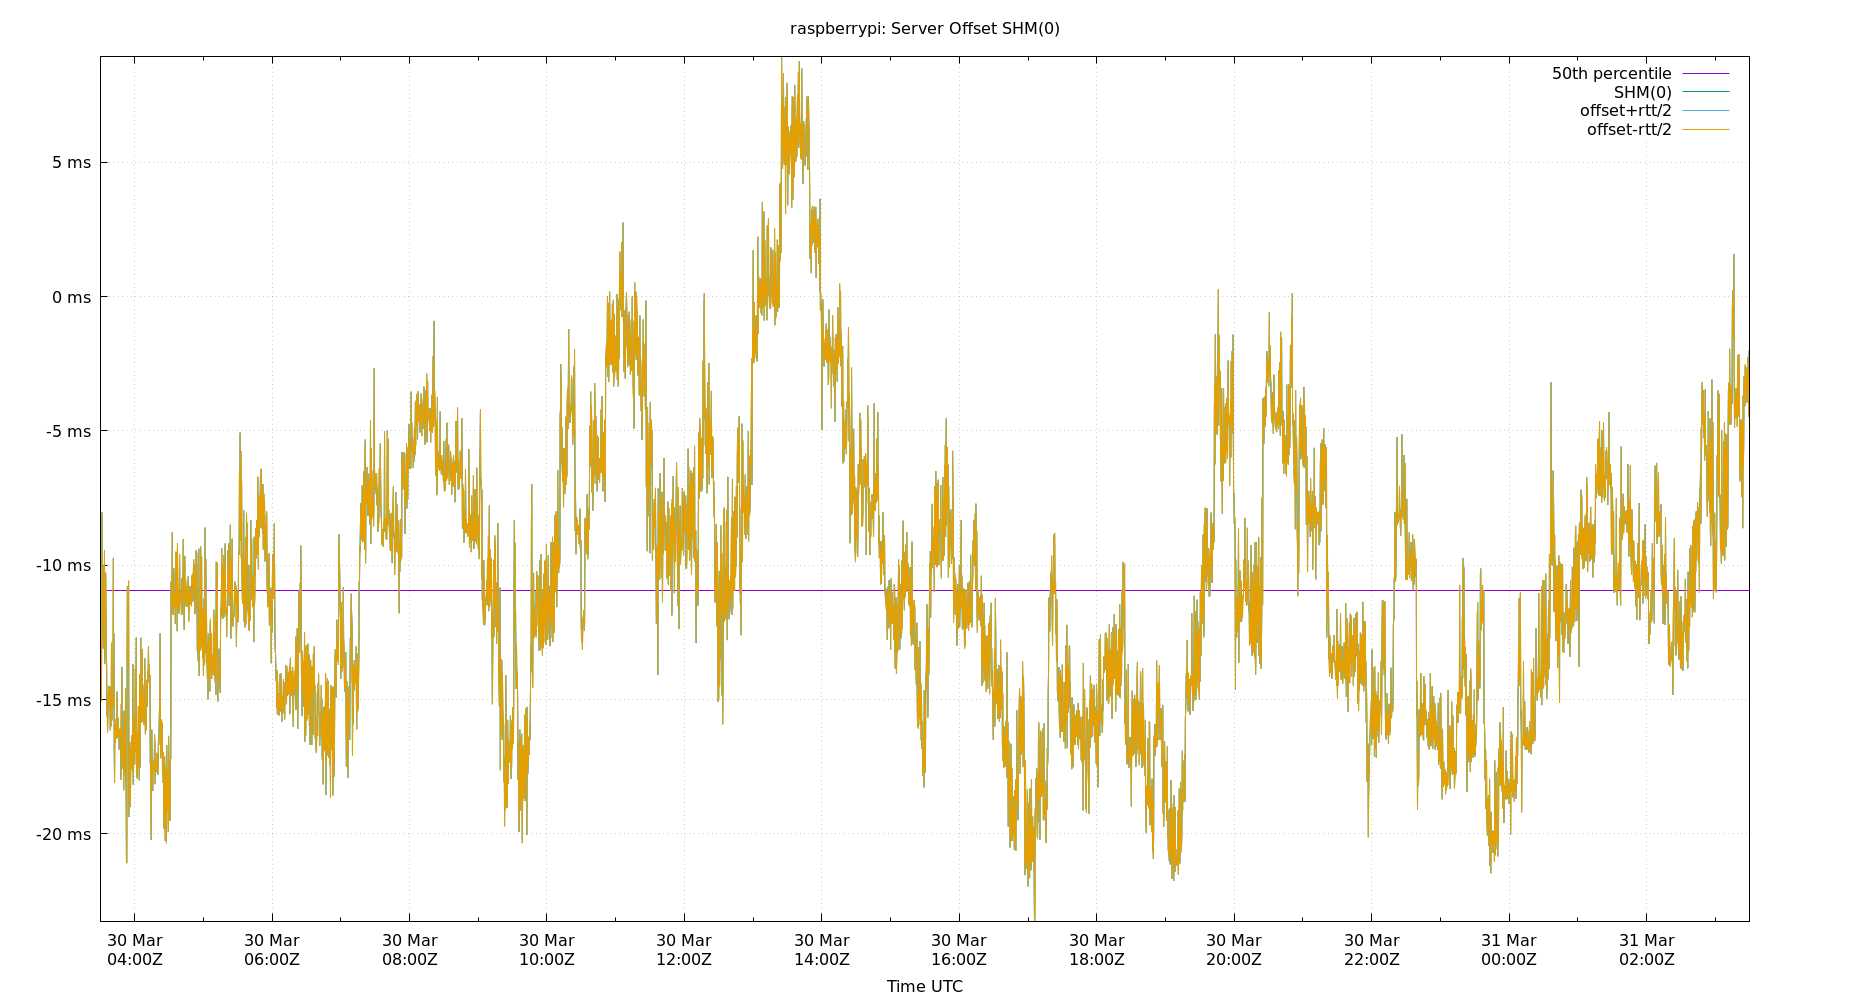 raspberrypi: Server Offset SHM(0)
50th percentile
SHM(0)
offset+rtt/2
offset-rtt/2
5 ms
0 ms
-5 ms
-10 ms
-15 ms
-20 ms
30 Mar 30 Mar 30 Mar 30 Mar 30 Mar 30 Mar 30 Mar 30 Mar 30 Mar 30 Mar 31 Mar 31 Mar
04:00Z 06:00Z 08:00Z 10:00Z 12:00Z 14:00Z 16:00Z 18:00Z 20:00Z 22:00Z 00:00Z 02:00Z
Time UTC